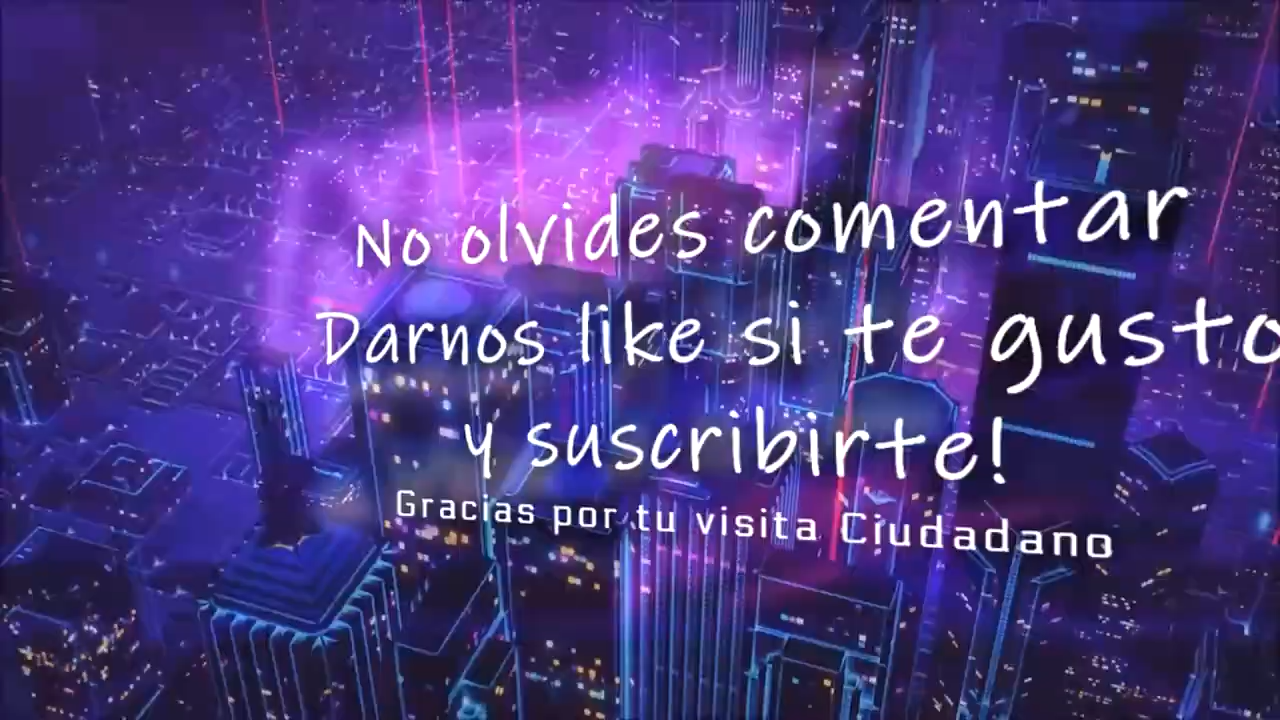 No olvides comentar
Darnos like si te gusto
y suscribirte!
Gracias por tu visita Ciudadano